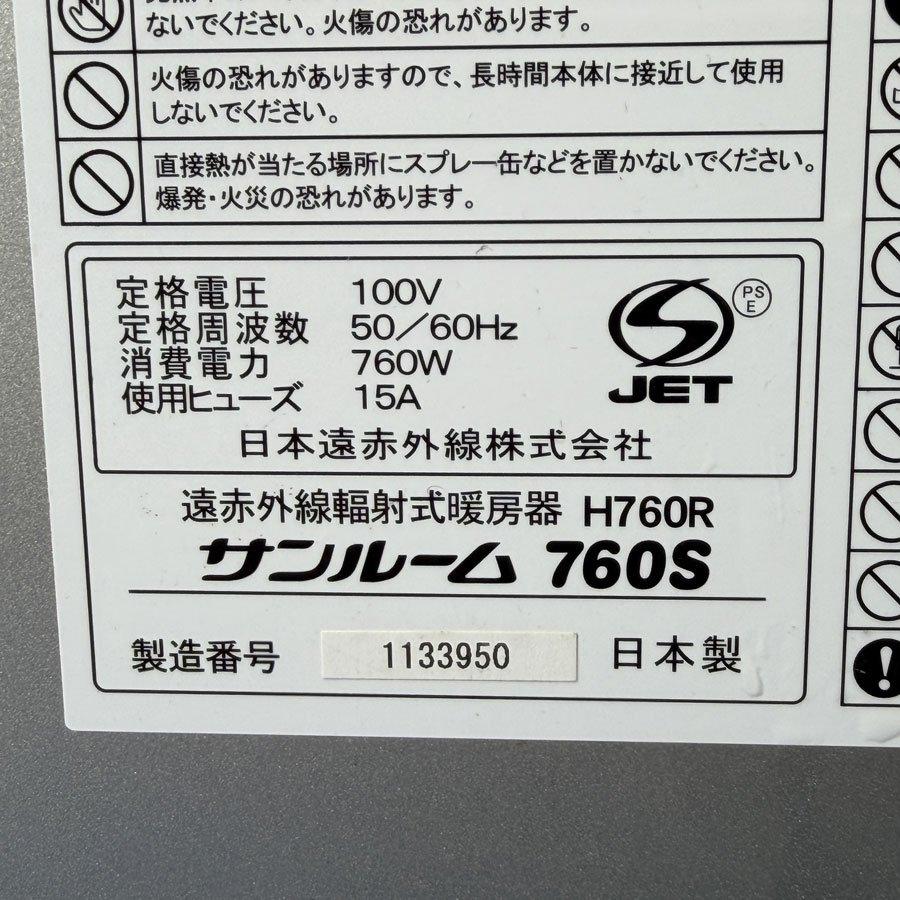 ないでください。火傷の恐れがあります。
火傷の恐れがありますので、長時間本体に接近して使用
しないでください。
直接熱が当たる場所にスプレー缶などを置かないでください。
爆発・火災の恐れがあります。
定格電圧 100V
定格周波数 50/60Hz
消費電力 760W
使用ヒューズ 15A
PS
E
JET
日本遠赤外線株式会社
遠赤外線輻射式暖房器 H760R
サンルーム 760S
製造番号 1133950 日本製